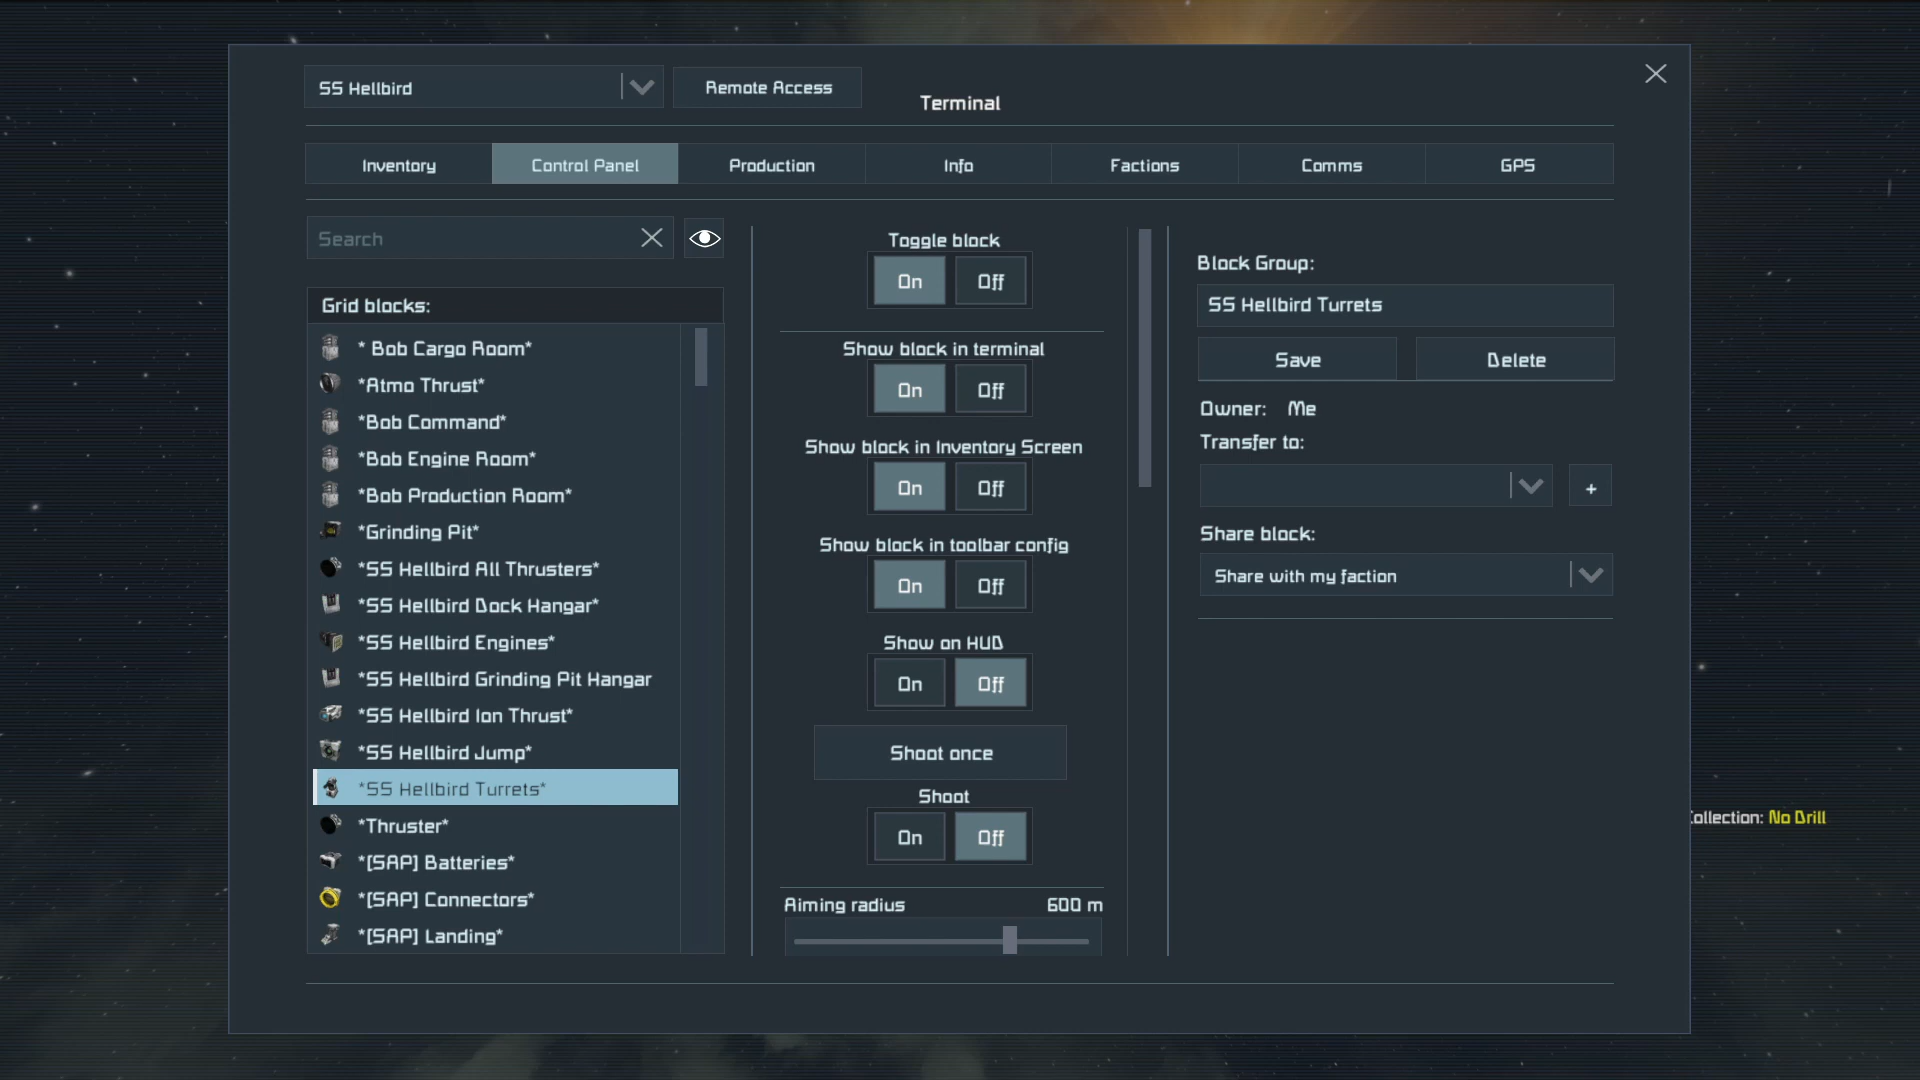 SS Hellbird
Remote Access
Terminal
Inventory
Control Panel
Production
Info
Factions
Comms
GPS
Search
Grid blocks:
* Bob Cargo Room*
*Atmo Thrust*
*Bob Command*
*Bob Engine Room*
*Bob Production Room*
*Grinding Pit*
*SS Hellbird All Thrusters*
*SS Hellbird Dock Hangar*
*SS Hellbird Engines*
*SS Hellbird Grinding Pit Hangar
*SS Hellbird Ion Thrust*
*SS Hellbird Jump*
*SS Hellbird Turrets*
*Thruster*
*[SAP] Batteries*
*[SAP] Connectors*
*[SAP] Landing*
Toggle block
On Off
Show block in terminal
On Off
Show block in Inventory Screen
On Off
Show block in toolbar config
On Off
Show on HUD
On Off
Shoot once
Shoot
On Off
Aiming radius 600 m
Block Group:
SS Hellbird Turrets
Save Delete
Owner: Me
Transfer to:
+
Share block:
Share with my faction
Collection: No Drill